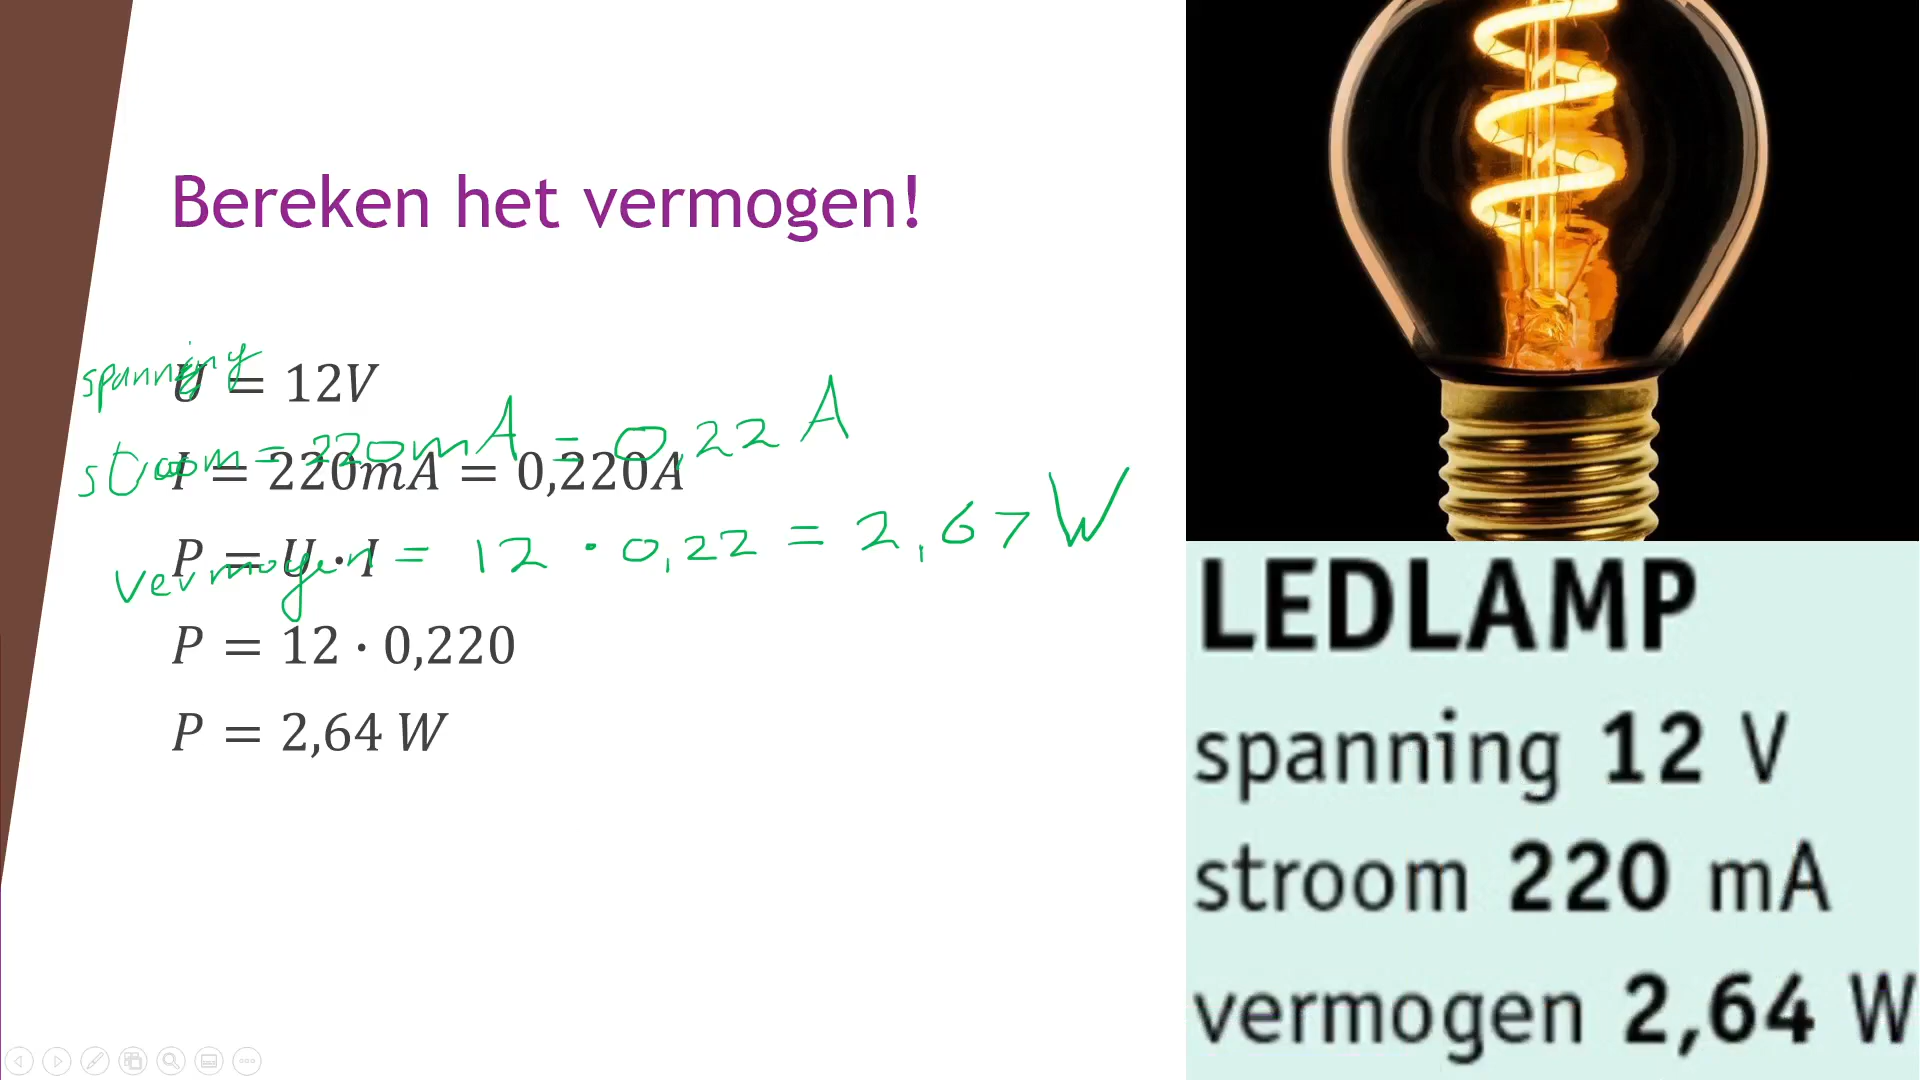 Bereken het vermogen!
spanning
U = 12V
stroom = 220mA = 0,22 A
I = 220mA = 0,220A
vermogen = 12 · 0,22 = 2,67 W
P = U · I
P = 12 · 0,220
P = 2,64 W
LEDLAMP
spanning 12 V
stroom 220 mA
vermogen 2,64 W